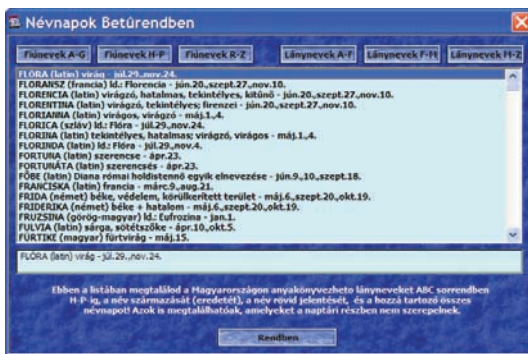 Névnapok Betűrendben
Fiúnevek A-G Fiúnevek H-P Fiúnevek R-Z Lánynevek A-F Lánynevek F-M Lánynevek M-Z
FLÓRA (latin) virág - júl.29.,nov.24.
FLORANSZ (francia) ld.: Florencia - jún.20.,szept.27.,nov.10.
FLORENCIA (latin) virágzó, hatalmas, tekintélyes, kitűnő - jún.20.,szept.27.,nov.10.
FLORENTINA (latin) virágzó, tekintélyes; firenzei - jún.20.,szept.27.,nov.10.
FLORIANNA (latin) virágos, virágzó - máj.1.,4.
FLORICA (szláv) ld.: Flóra - júl.29.,nov.24.
FLORINA (latin) tekintélyes, hatalmas; virágzó, virágos - máj.1.,4.
FLORINDA (latin) ld.: Flóra - júl.29.,nov.4.
FORTUNA (latin) szerencse - ápr.23.
FORTUNÁTA (latin) szerencsés - ápr.23.
FŐBE (latin) Diana római holdistennő egyik elnevezése - jún.9.,10.,szept.18.
FRANCISKA (latin) francia - márc.9.,aug.21.
FRIDA (német) béke, védelem, körülkerített terület - máj.6.,szept.20.,okt.19.
FRIDERIKA (német) béke + hatalom - máj.6.,szept.20.,okt.19.
FRUZSINA (görög-magyar) ld.: Eufrozina - jan.1.
FULVIA (latin) sárga, sötétszőke - ápr.10.,okt.5.
FÜRTIKE (magyar) fürtvirág - máj.15.
FLÓRA (latin) virág - júl.29.,nov.24.
Ebben a listában megtalálod a Magyarországon anyakönyvezheto lányneveket ABC sorrendben
H-P-ig, a név származását (eredetét), a név rövid jelentését, és a hozzá tartozó összes
névnapot! Azok is megtalálhatóak, amelyeket a naptári részben nem szerepelnek.
Rendben